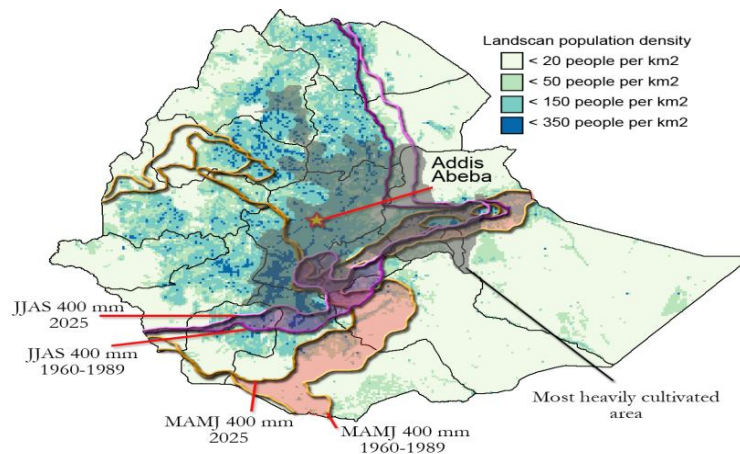 Landscan population density
< 20 people per km2
< 50 people per km2
< 150 people per km2
< 350 people per km2
Addis
Abeba
JJAS 400 mm
2025
JJAS 400 mm
1960-1989
MAMJ 400 mm
2025
MAMJ 400 mm
1960-1989
Most heavily cultivated
area